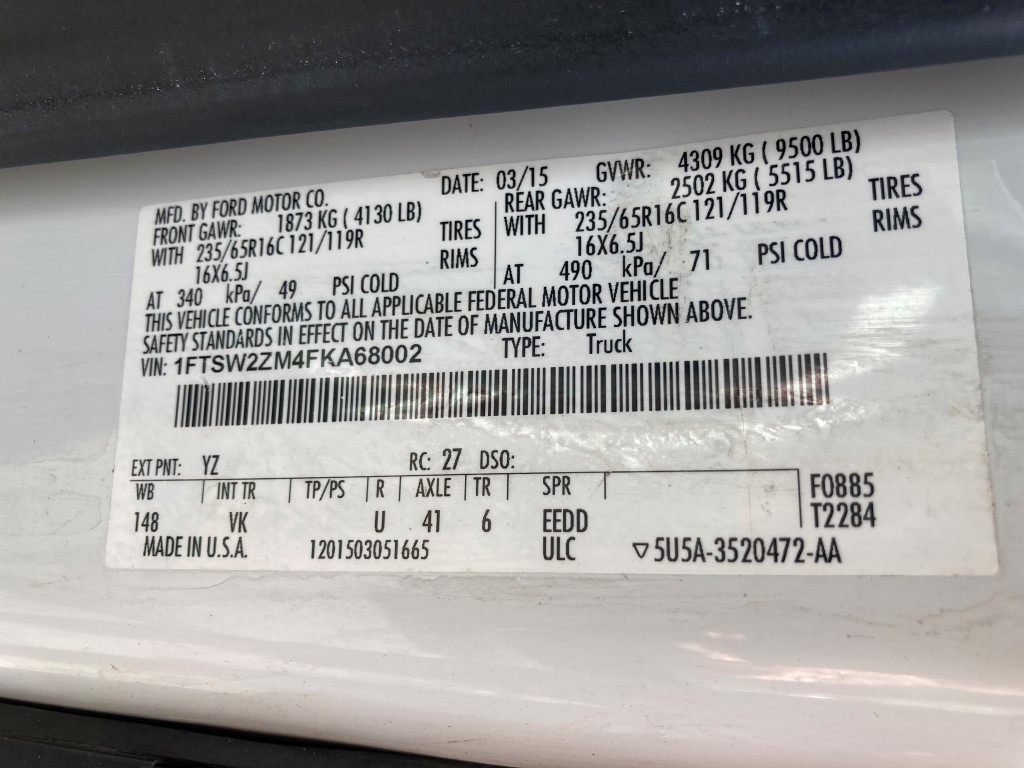 MFD. BY FORD MOTOR CO.
DATE: 03/15 GVWR: 4309 KG ( 9500 LB)
FRONT GAWR: 1873 KG ( 4130 LB)
WITH 235/65R16C 121/119R TIRES
16X6.5J RIMS
AT 340 kPa/ 49 PSI COLD
REAR GAWR: 2502 KG ( 5515 LB)
WITH 235/65R16C 121/119R TIRES
16X6.5J RIMS
AT 490 kPa/ 71 PSI COLD
THIS VEHICLE CONFORMS TO ALL APPLICABLE FEDERAL MOTOR VEHICLE
SAFETY STANDARDS IN EFFECT ON THE DATE OF MANUFACTURE SHOWN ABOVE.
VIN: 1FTSW2ZM4FKA68002 TYPE: Truck
EXT PNT: YZ RC: 27 DSO:
WB INT TR TP/PS R AXLE TR SPR F0885
148 VK U 41 6 EEDD T2284
MADE IN U.S.A. 1201503051665 ULC ▽5U5A-3520472-AA